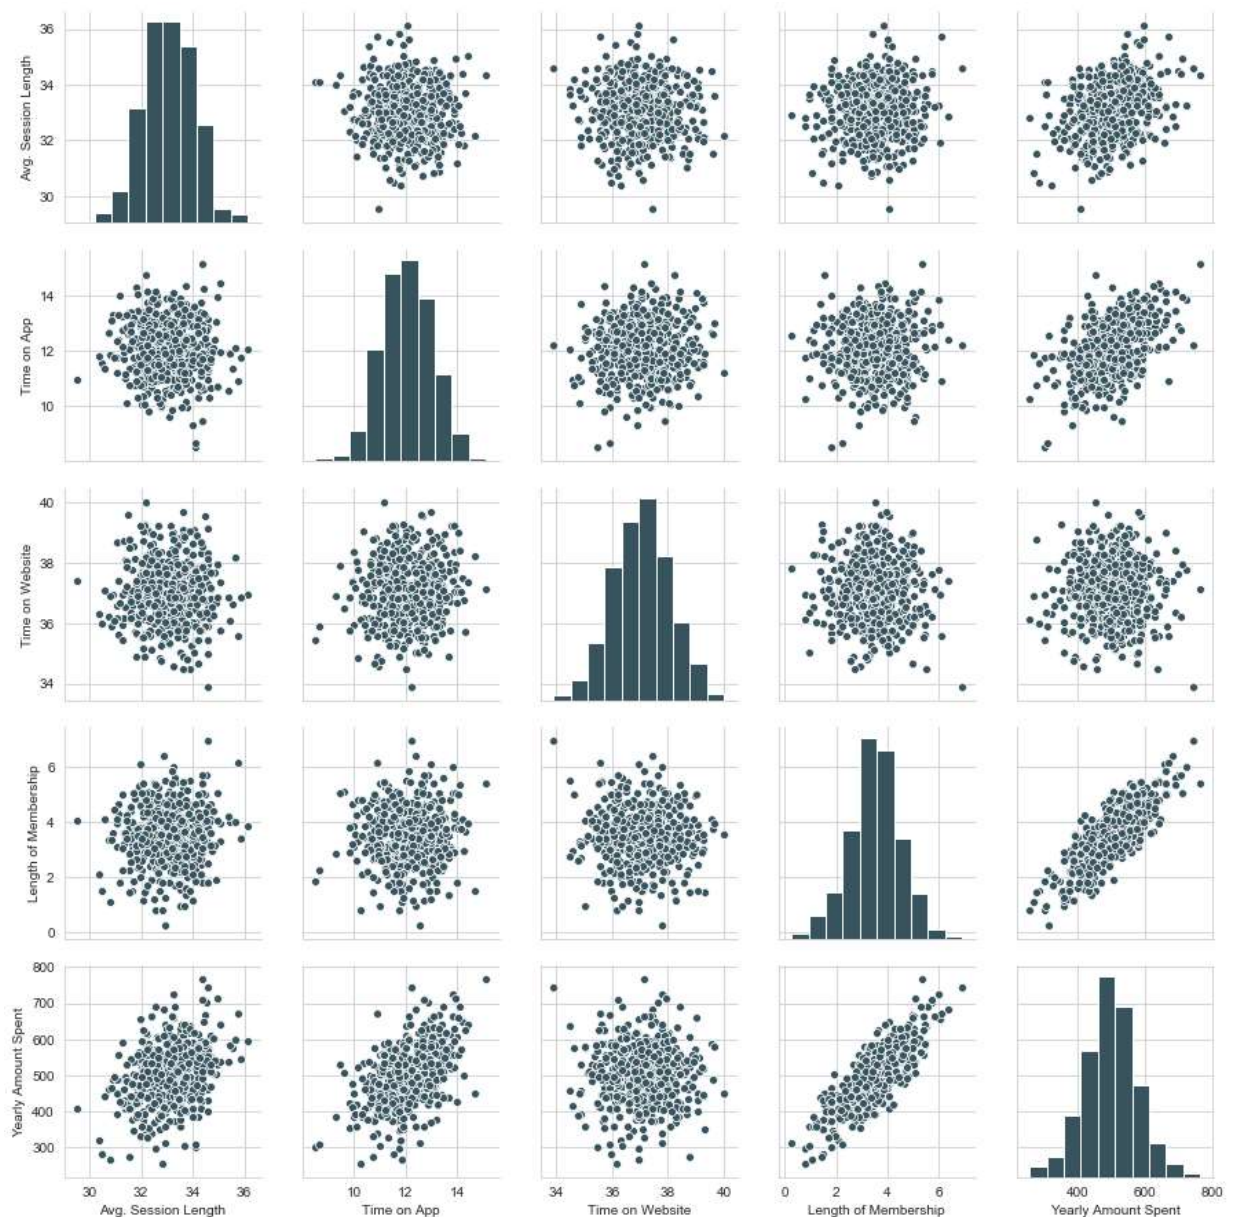 36
34
32
30
Avg. Session Length
14
12
10
Time on App
40
38
36
34
Time on Website
6
4
2
0
Length of Membership
800
700
600
500
400
300
Yearly Amount Spent
30 32 34 36
Avg. Session Length
10 12 14
Time on App
34 36 38 40
Time on Website
0 2 4 6
Length of Membership
400 600 800
Yearly Amount Spent